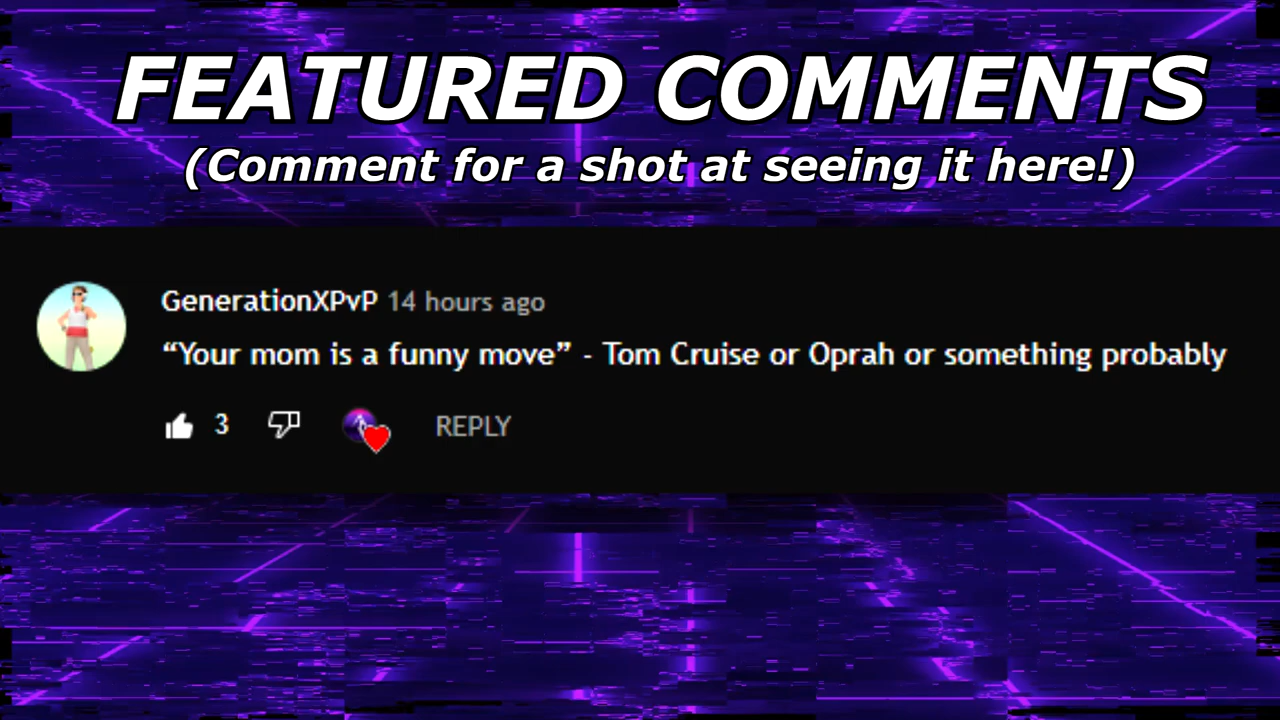 FEATURED COMMENTS
(Comment for a shot at seeing it here!)
GenerationXPvP 14 hours ago
“Your mom is a funny move” - Tom Cruise or Oprah or something probably
3 REPLY